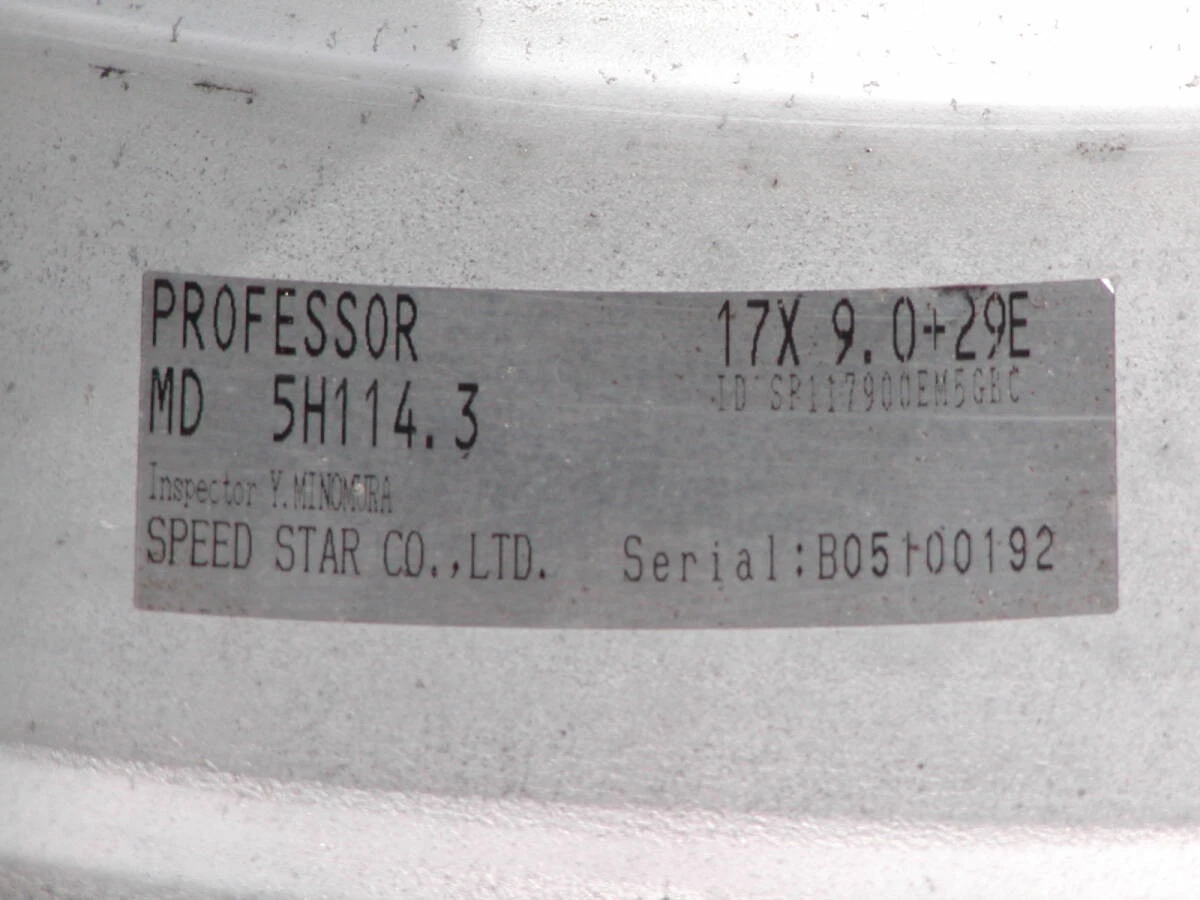 PROFESSOR 17X 9.0+29E
MD 5H114.3 ID SP117900EM5GBC
Inspector Y.MINOMURA
SPEED STAR CO.,LTD. Serial:B05100192